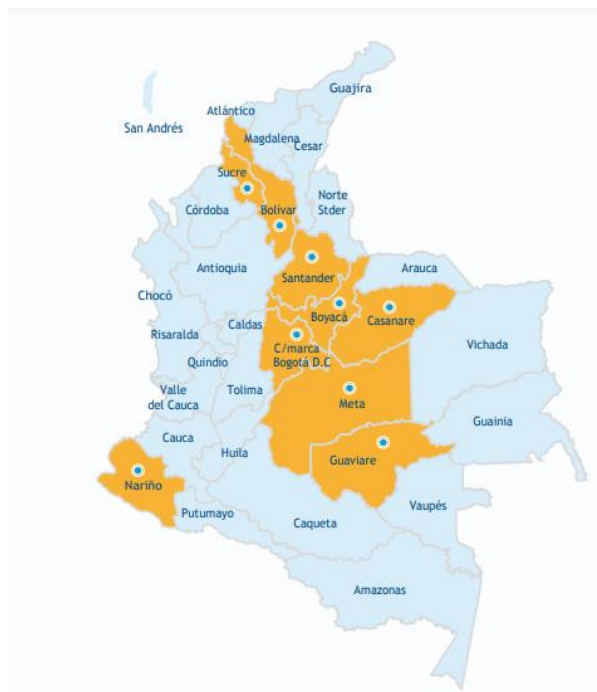 Guajira
Atlántico
San Andrés
Magdalena
Cesar
Sucre
Norte
Stder
Córdoba
Bolívar
Antioquia
Santander
Arauca
Chocó
Boyacá
Casanare
Caldas
Risaralda
C/marca
Bogotá D.C
Vichada
Quindio
Valle
del Cauca
Tolima
Meta
Guainia
Cauca
Huila
Guaviare
Nariño
Putumayo
Vaupés
Caqueta
Amazonas